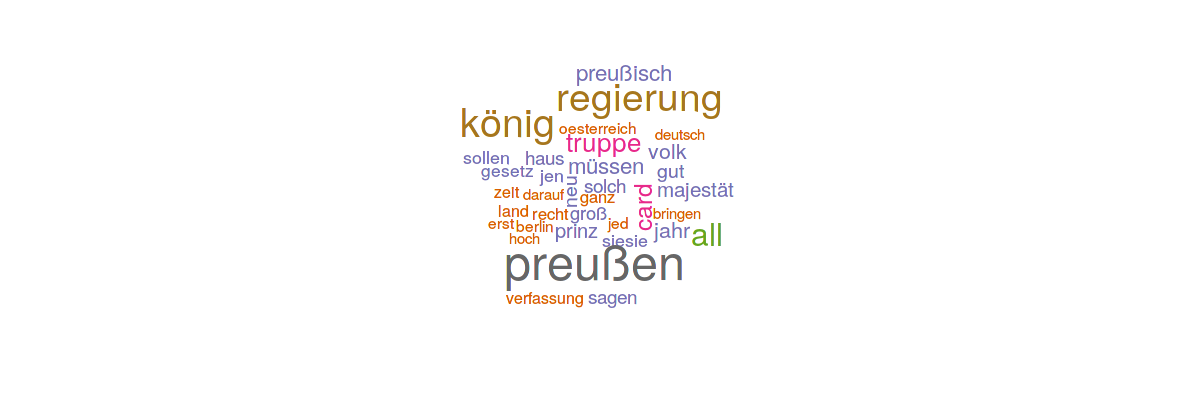 preußisch
regierung
könig
oesterreich
deutsch
truppe
volk
sollen
haus
müssen
gesetz
jen
gut
neu
solch
majestät
zeit
darauf
ganz
card
land
recht
groß
bringen
erst
berlin
jed
prinz
jahr
all
hoch
siesie
preußen
verfassung
sagen